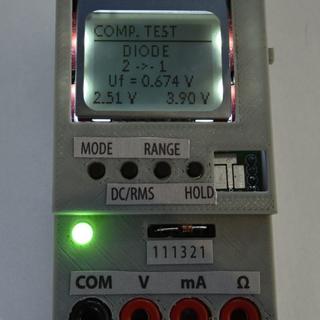 COMP. TEST
DIODE
2 ->- 1
Uf = 0.674 V
2.51 V 3.90 V
MODE RANGE
DC/RMS HOLD
111321
COM V mA Ω